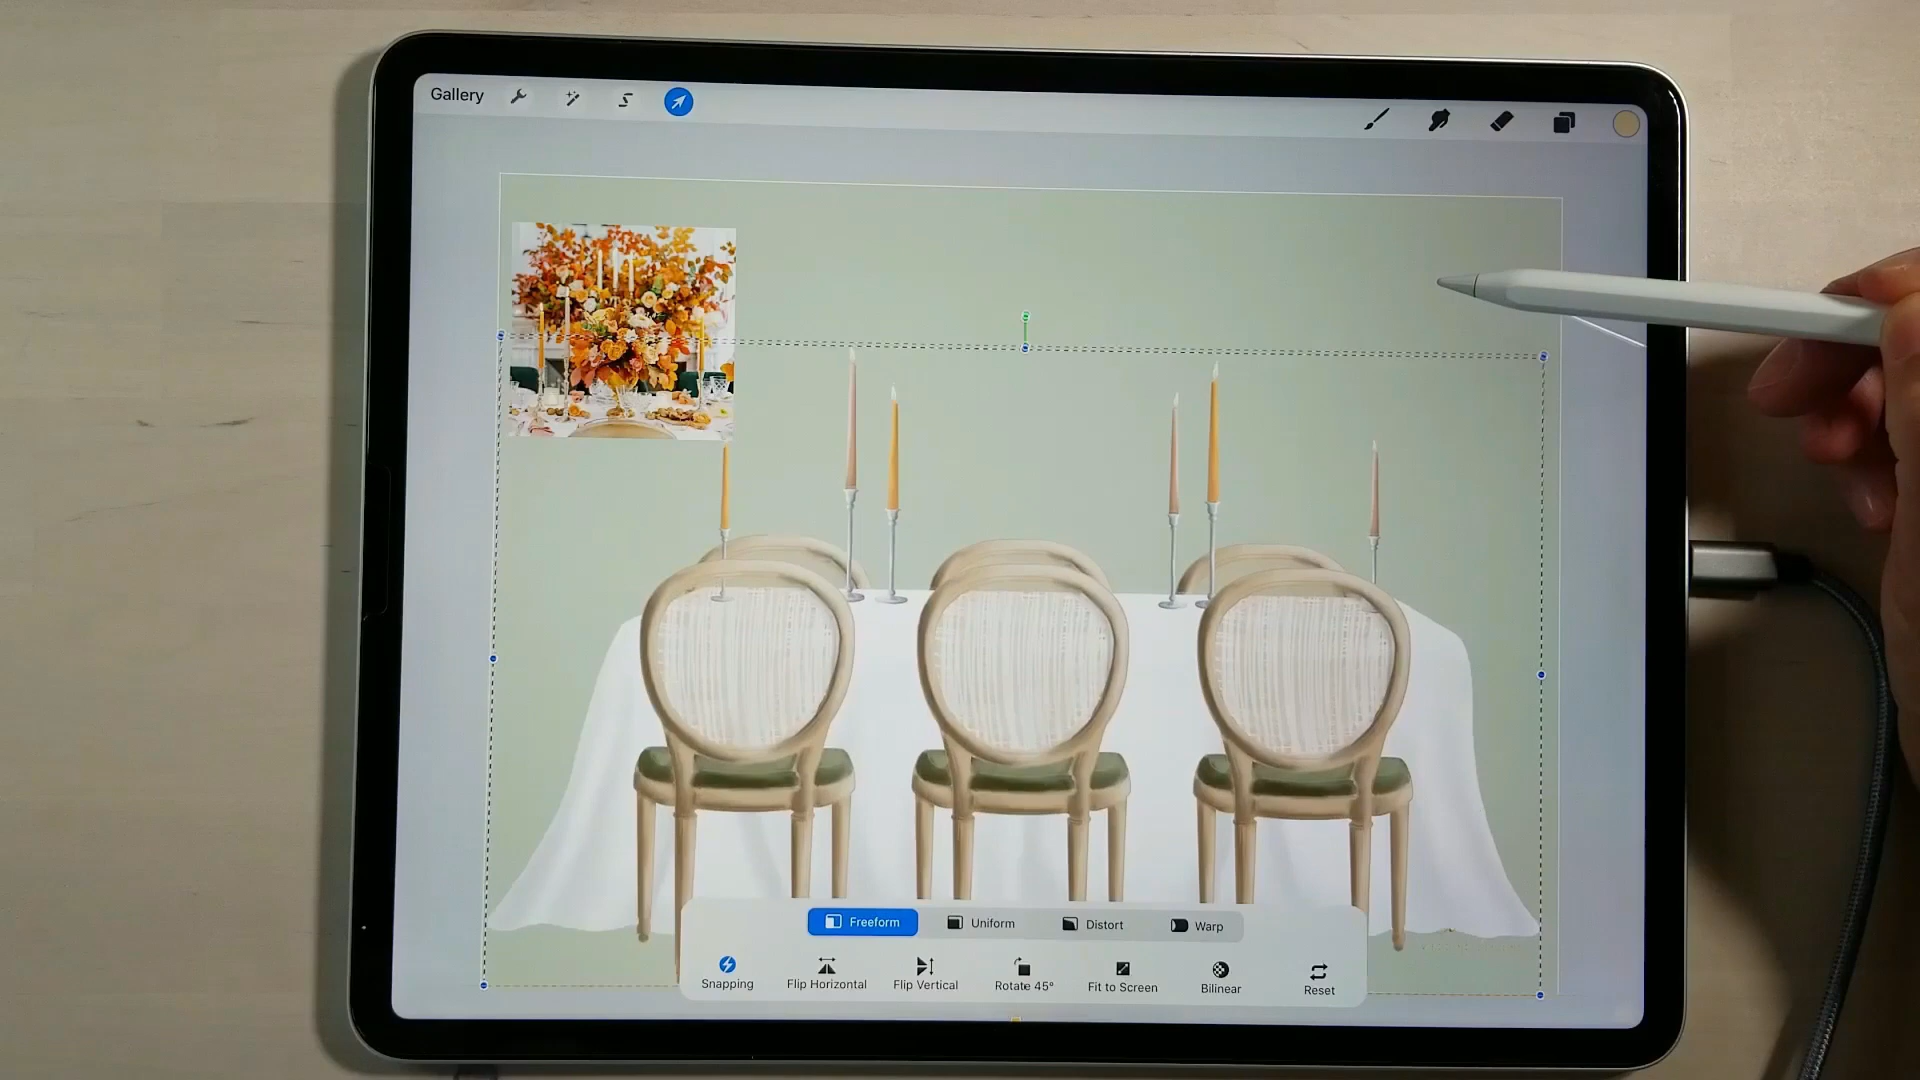 Gallery
Freeform Uniform Distort Warp
Snapping Flip Horizontal Flip Vertical Rotate 45° Fit to Screen Bilinear Reset